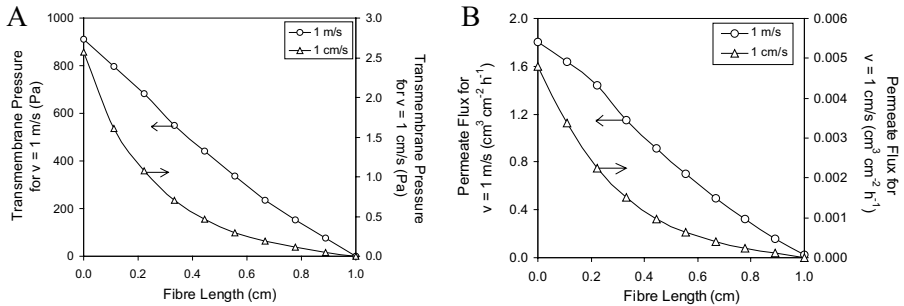 A
1000
800
600
400
200
0
Transmembrane Pressure
for v = 1 m/s (Pa)
1 m/s
1 cm/s
3.0
2.5
2.0
1.5
1.0
0.5
0.0
Transmembrane Pressure
for v = 1 cm/s (Pa)
0.0 0.2 0.4 0.6 0.8 1.0
Fibre Length (cm)
B
2.0
1.6
1.2
0.8
0.4
0.0
Permeate Flux for
v = 1 m/s (cm³ cm⁻² h⁻¹)
1 m/s
1 cm/s
0.006
0.005
0.004
0.003
0.002
0.001
0.000
Permeate Flux for
v = 1 cm/s (cm³ cm⁻² h⁻¹)
0.0 0.2 0.4 0.6 0.8 1.0
Fibre Length (cm)